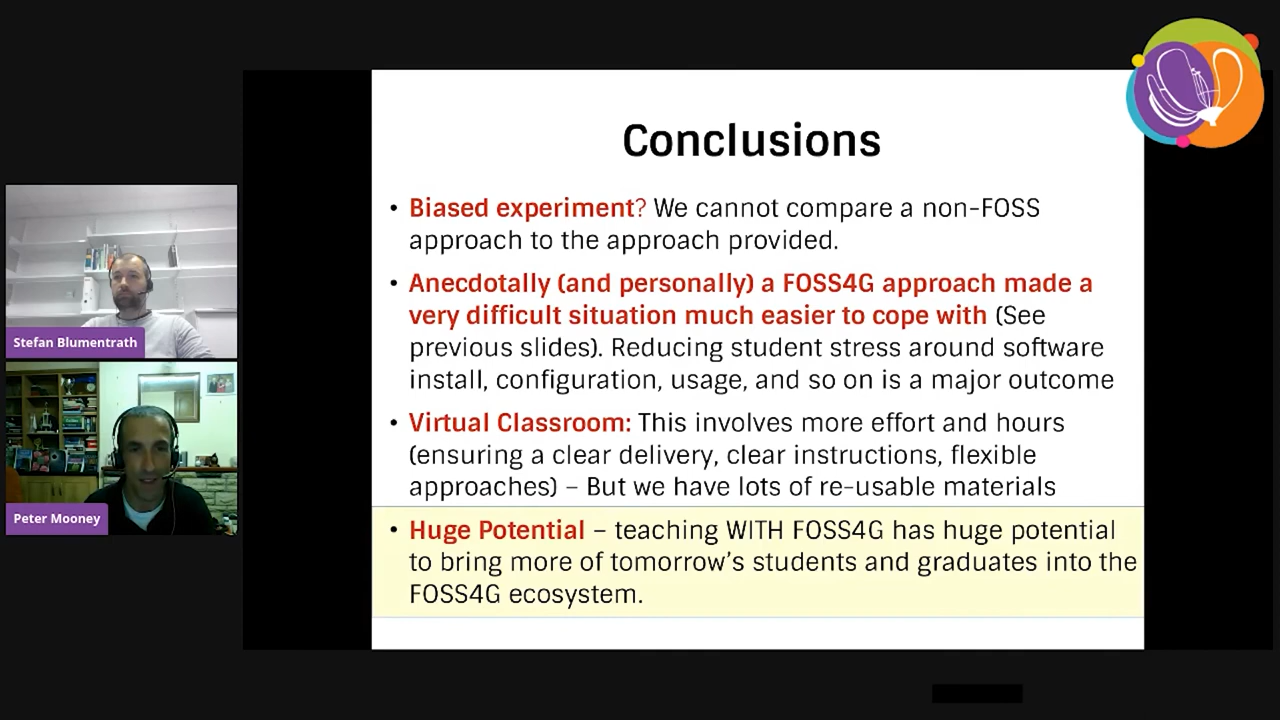 Conclusions
• Biased experiment? We cannot compare a non-FOSS
approach to the approach provided.
• Anecdotally (and personally) a FOSS4G approach made a
very difficult situation much easier to cope with (See
previous slides). Reducing student stress around software
install, configuration, usage, and so on is a major outcome
• Virtual Classroom: This involves more effort and hours
(ensuring a clear delivery, clear instructions, flexible
approaches) – But we have lots of re-usable materials
• Huge Potential – teaching WITH FOSS4G has huge potential
to bring more of tomorrow’s students and graduates into the
FOSS4G ecosystem.
Stefan Blumentrath
Peter Mooney